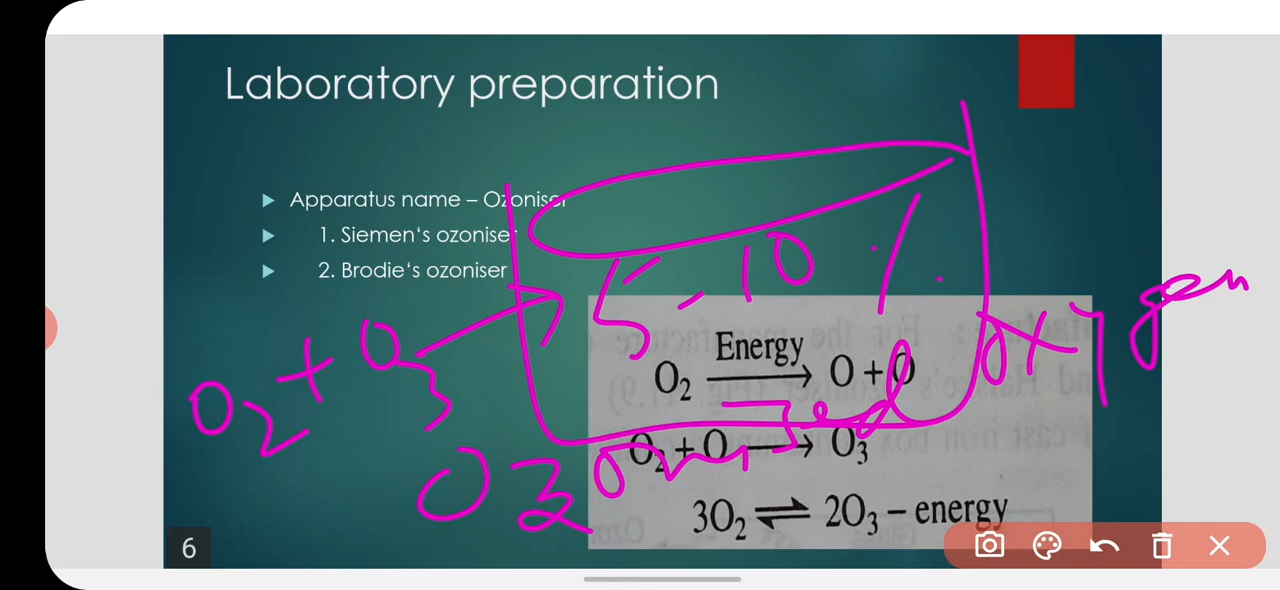 Laboratory preparation
▶ Apparatus name – Ozoniser
▶ 1. Siemen's ozoniser
▶ 2. Brodie's ozoniser
5 - 10 %.
O2 + O3
Ozonized oxygen
O₂ —Energy→ O + O
O₂ + O ⟶ O₃
3O₂ ⇌ 2O₃ – energy
6